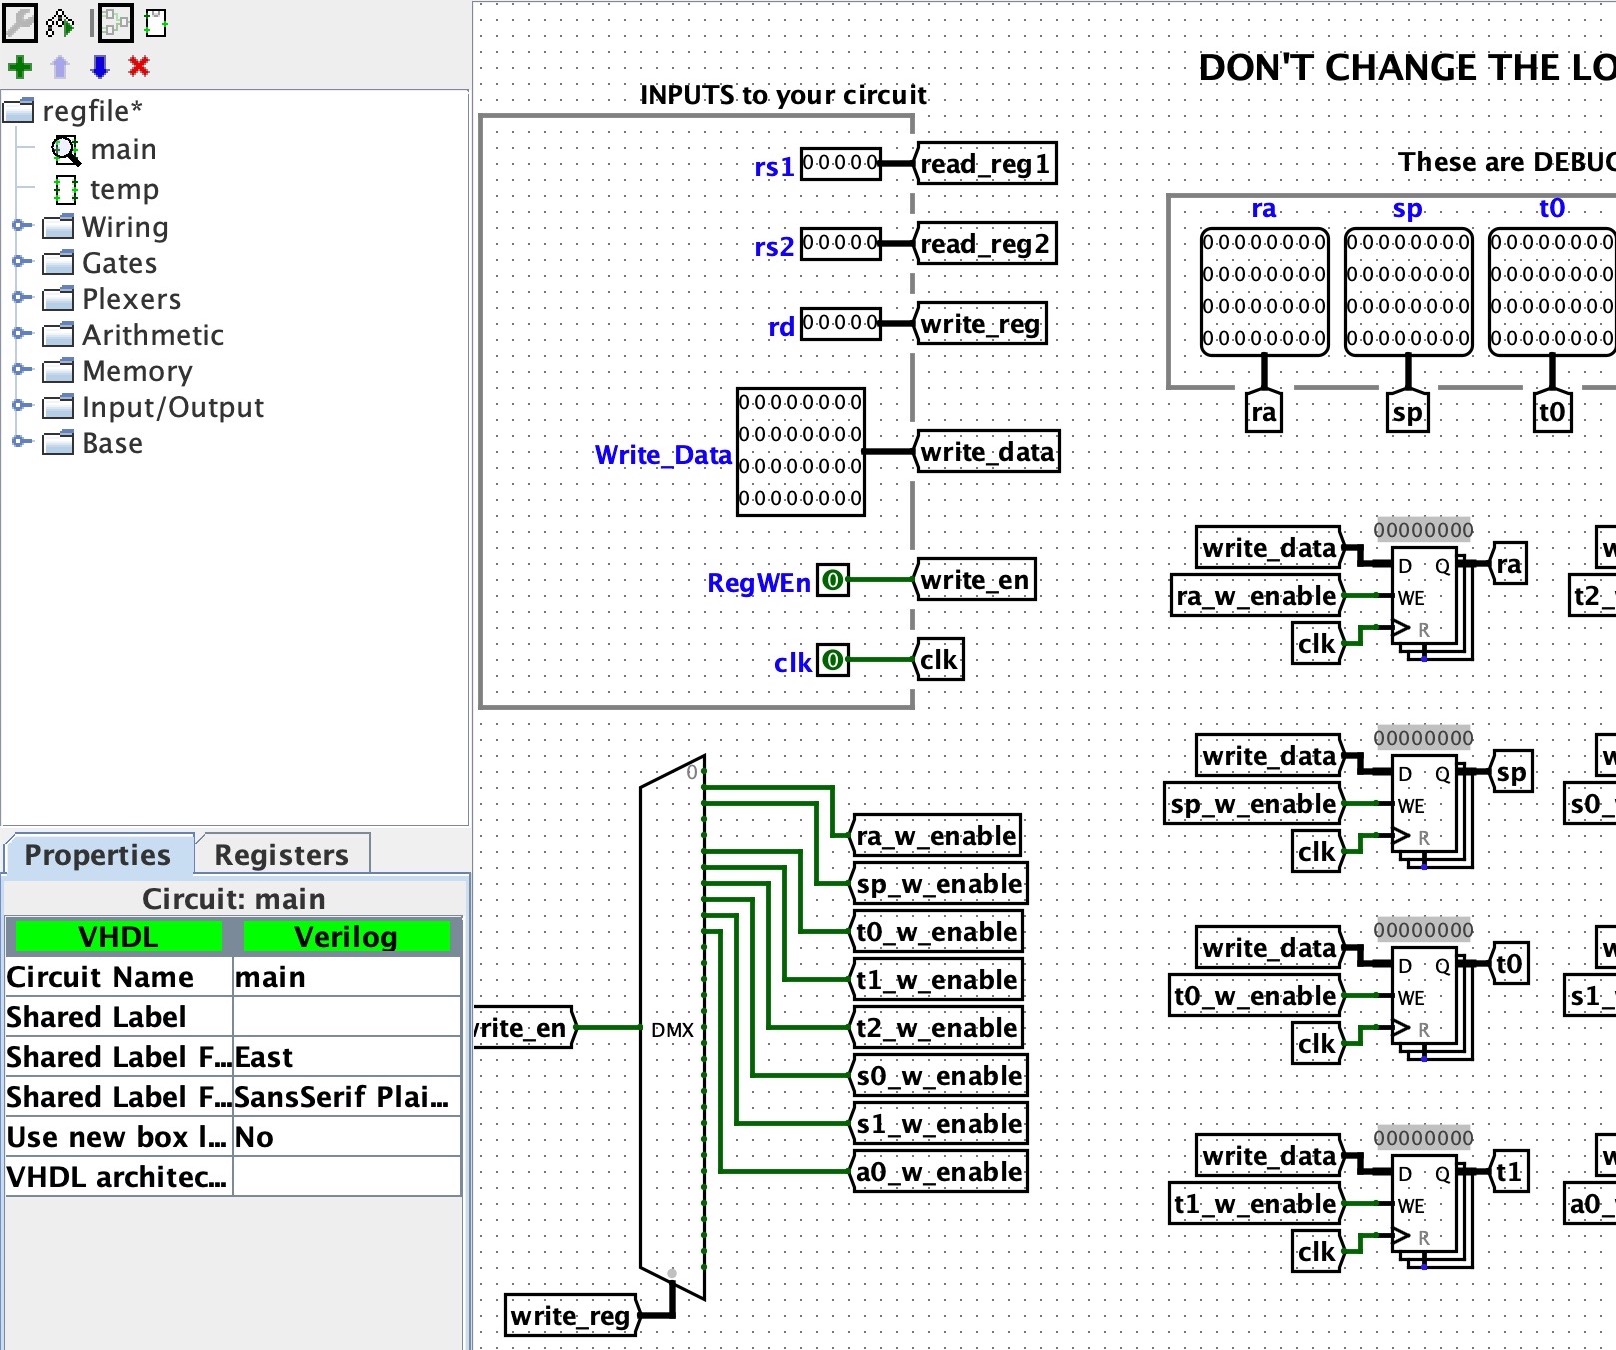 regfile*
main
temp
Wiring
Gates
Plexers
Arithmetic
Memory
Input/Output
Base
Properties
Registers
Circuit: main
VHDL
Verilog
Circuit Name
main
Shared Label
Shared Label F...
East
Shared Label F...
SansSerif Plai...
Use new box l...
No
VHDL architec...
DON'T CHANGE THE LO
INPUTS to your circuit
rs1
00000
read_reg1
rs2
00000
read_reg2
rd
00000
write_reg
Write_Data
00000000
00000000
00000000
00000000
write_data
RegWEn
0
write_en
clk
0
clk
These are DEBUG
ra
sp
t0
00000000 00000000 00000000
00000000 00000000 00000000
00000000 00000000 00000000
00000000 00000000 00000000
ra
sp
t0
0
DMX
write_reg
ra_w_enable
sp_w_enable
t0_w_enable
t1_w_enable
t2_w_enable
s0_w_enable
s1_w_enable
a0_w_enable
00000000
write_data
D Q
ra
ra_w_enable
WE
clk
R
t2_
00000000
write_data
D Q
sp
sp_w_enable
WE
clk
R
s0_
00000000
write_data
D Q
t0
t0_w_enable
WE
clk
R
s1_
00000000
write_data
D Q
t1
t1_w_enable
WE
clk
R
a0_